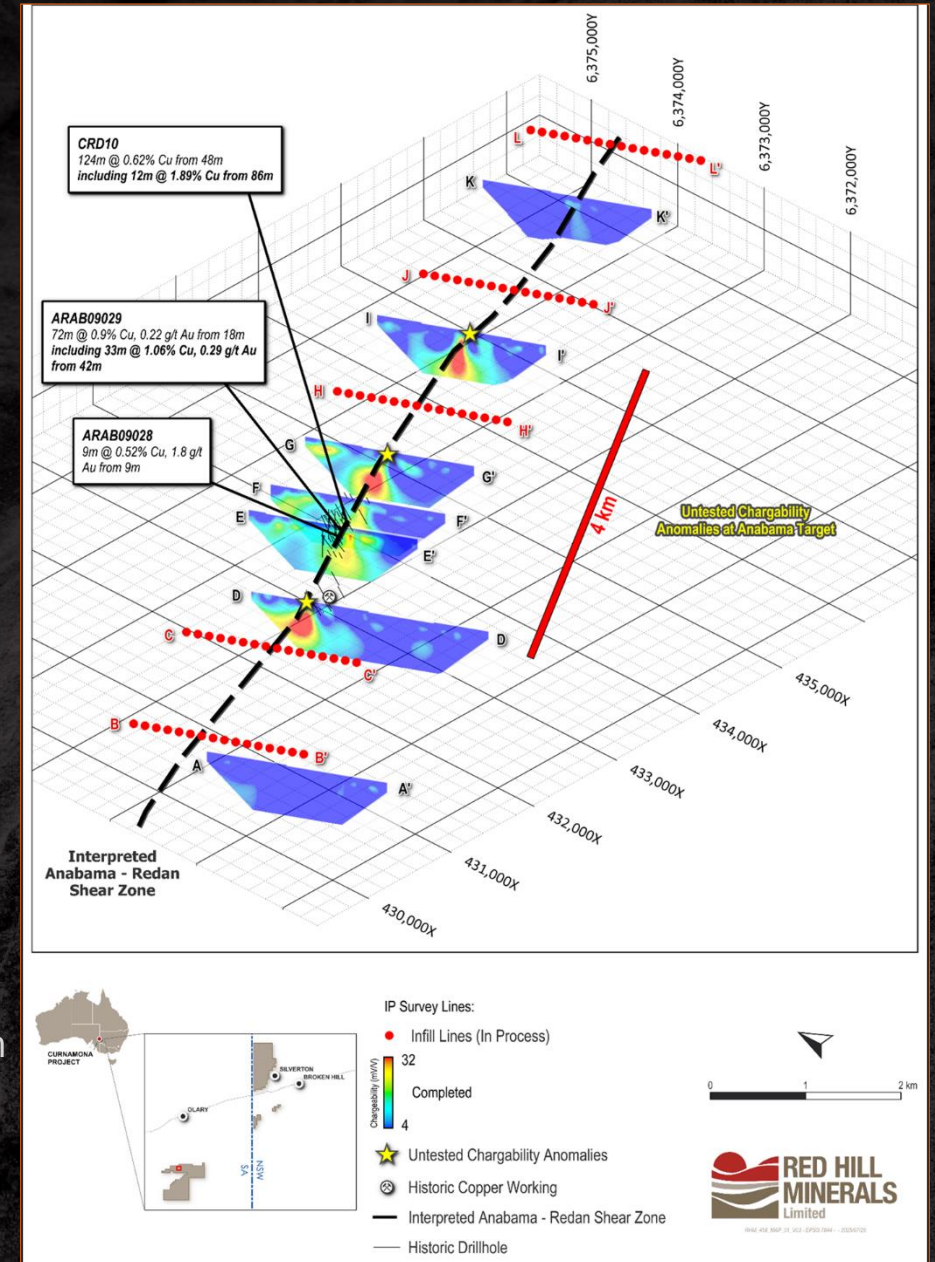 6,375,000Y
6,374,000Y
6,373,000Y
6,372,000Y
L
L'
CRD10
124m @ 0.62% Cu from 48m
including 12m @ 1.89% Cu from 86m
K
K'
J
J'
ARAB09029
72m @ 0.9% Cu, 0.22 g/t Au from 18m
including 33m @ 1.06% Cu, 0.29 g/t Au
from 42m
I
I'
H
H'
ARAB09028
9m @ 0.52% Cu, 1.8 g/t
Au from 9m
G
G'
F
F'
E
E'
4 km
Untested Chargability
Anomalies at Anabama Target
D
D
C
C'
435,000X
434,000X
433,000X
432,000X
431,000X
430,000X
B
B'
A
A'
Interpreted
Anabama - Redan
Shear Zone
n
CURNAMONA
PROJECT
SILVERTON
BROKEN HILL
OLARY
SA
NSW
IP Survey Lines:
Infill Lines (In Process)
Chargeability (mV/V)
32
Completed
4
Untested Chargability Anomalies
Historic Copper Working
Interpreted Anabama - Redan Shear Zone
Historic Drillhole
0 1 2 km
RED HILL
MINERALS
Limited